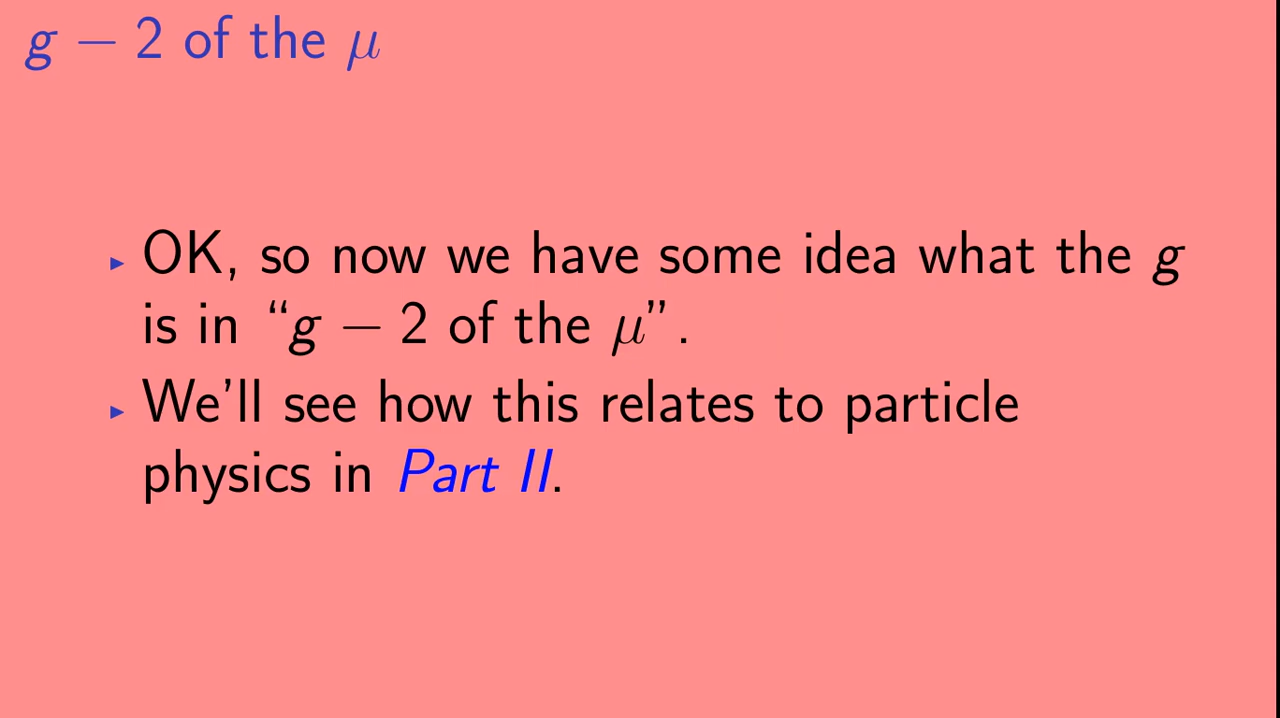 g − 2 of the μ
▸ OK, so now we have some idea what the g
is in “g − 2 of the μ”.
▸ We’ll see how this relates to particle
physics in Part II.